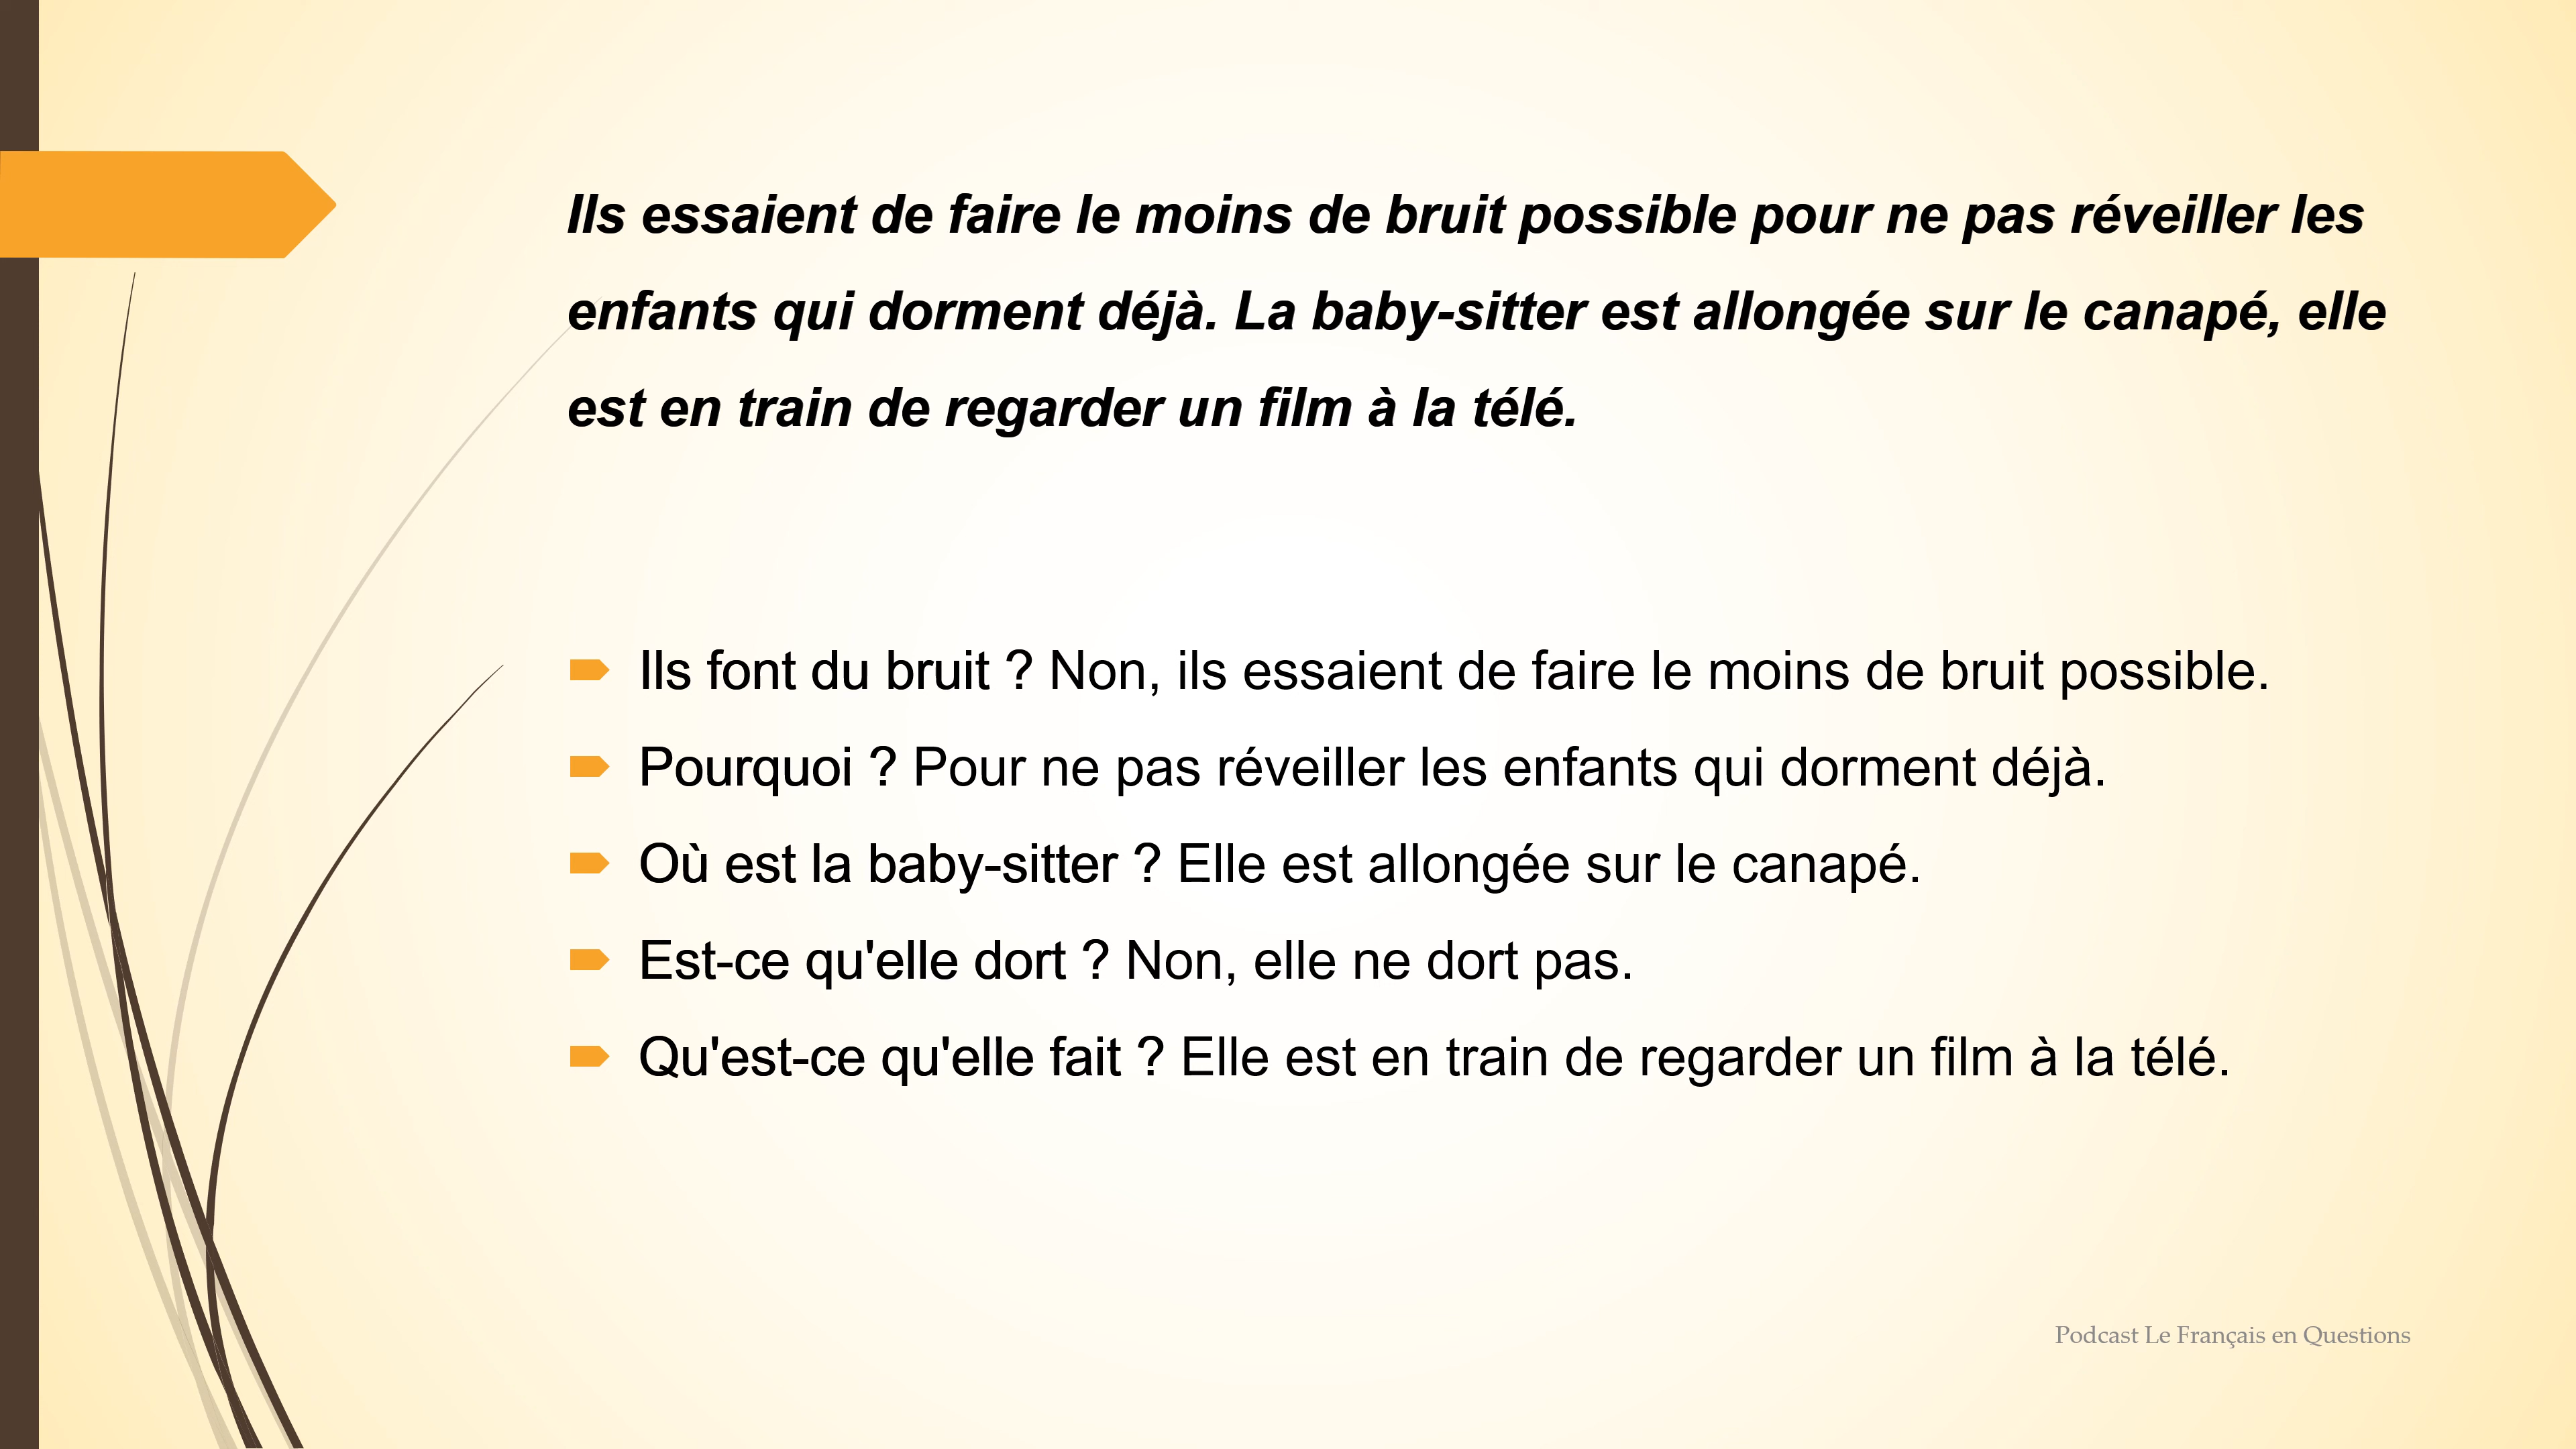 Ils essaient de faire le moins de bruit possible pour ne pas réveiller les
enfants qui dorment déjà. La baby-sitter est allongée sur le canapé, elle
est en train de regarder un film à la télé.
Ils font du bruit ? Non, ils essaient de faire le moins de bruit possible.
Pourquoi ? Pour ne pas réveiller les enfants qui dorment déjà.
Où est la baby-sitter ? Elle est allongée sur le canapé.
Est-ce qu'elle dort ? Non, elle ne dort pas.
Qu'est-ce qu'elle fait ? Elle est en train de regarder un film à la télé.
Podcast Le Français en Questions